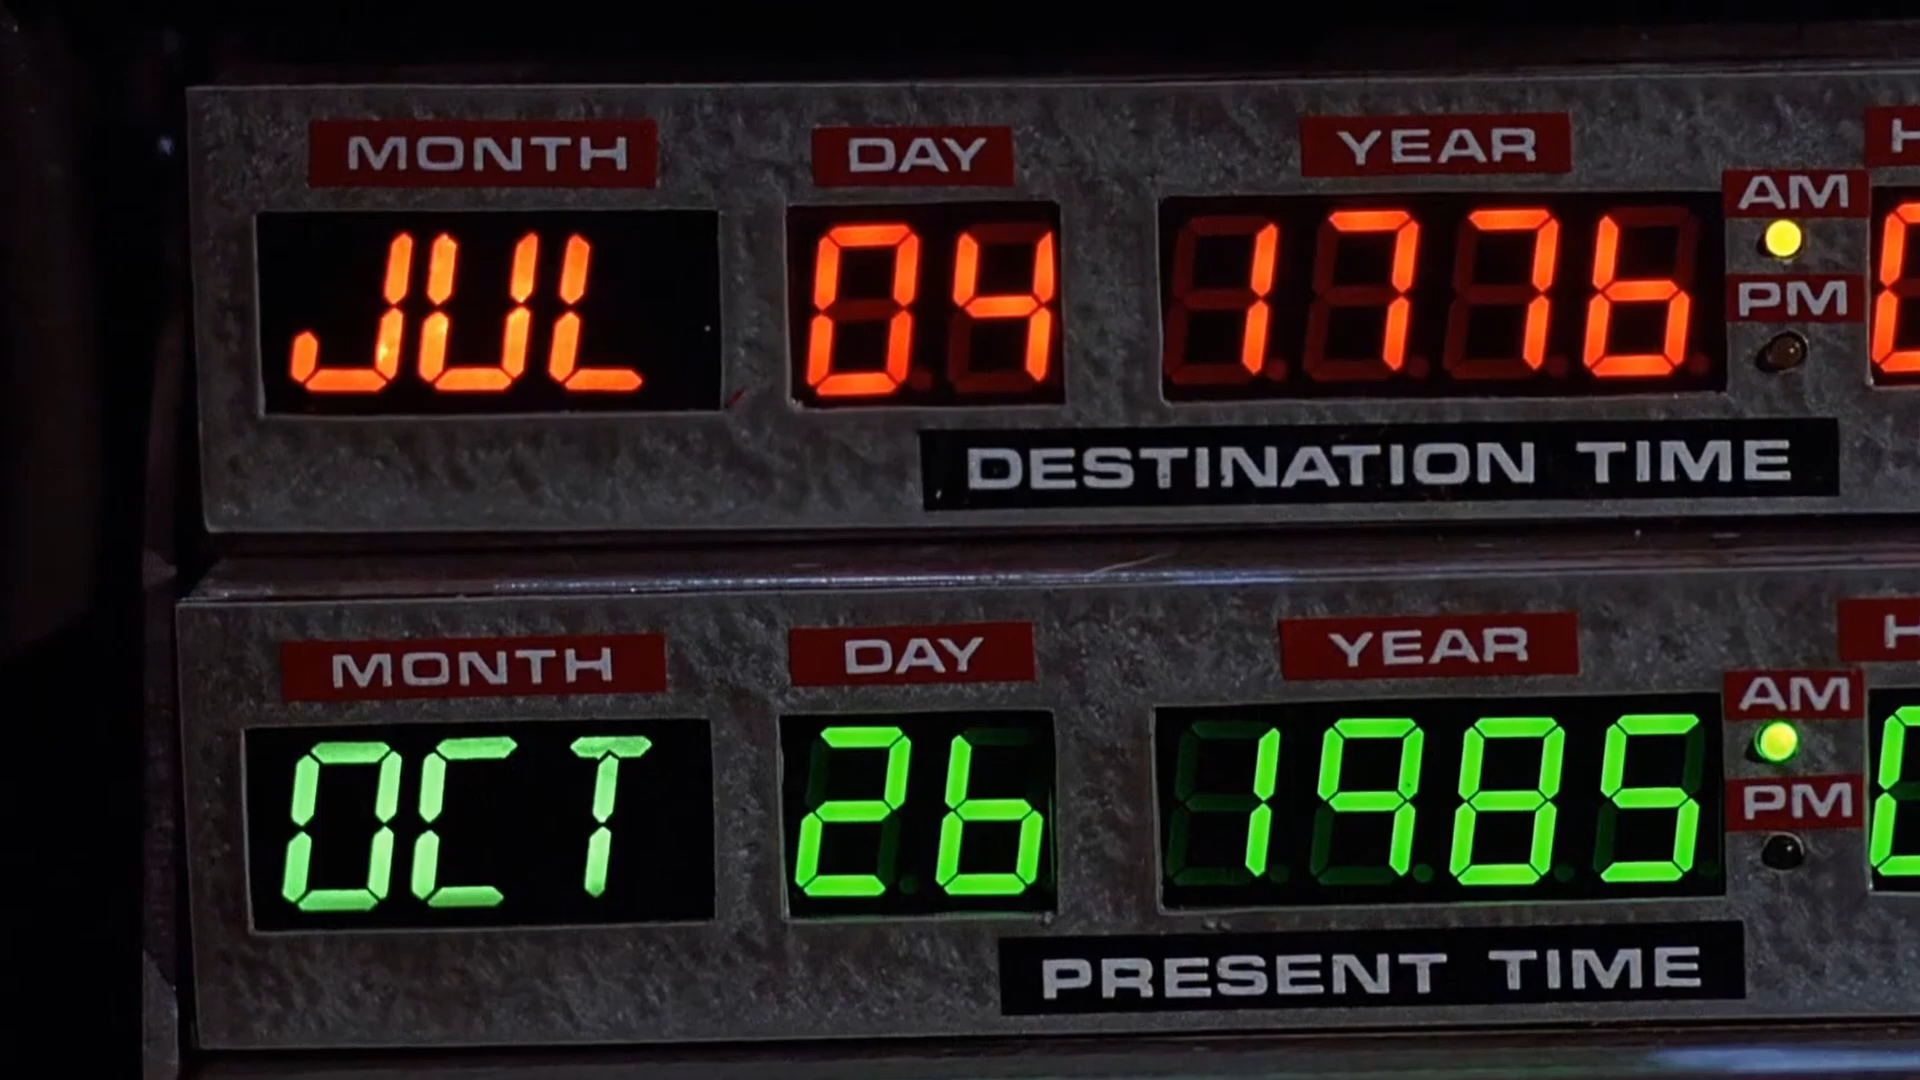 MONTH DAY YEAR
AM
JUL 04 1776
PM
DESTINATION TIME
MONTH DAY YEAR
AM
OCT 26 1985
PM
PRESENT TIME